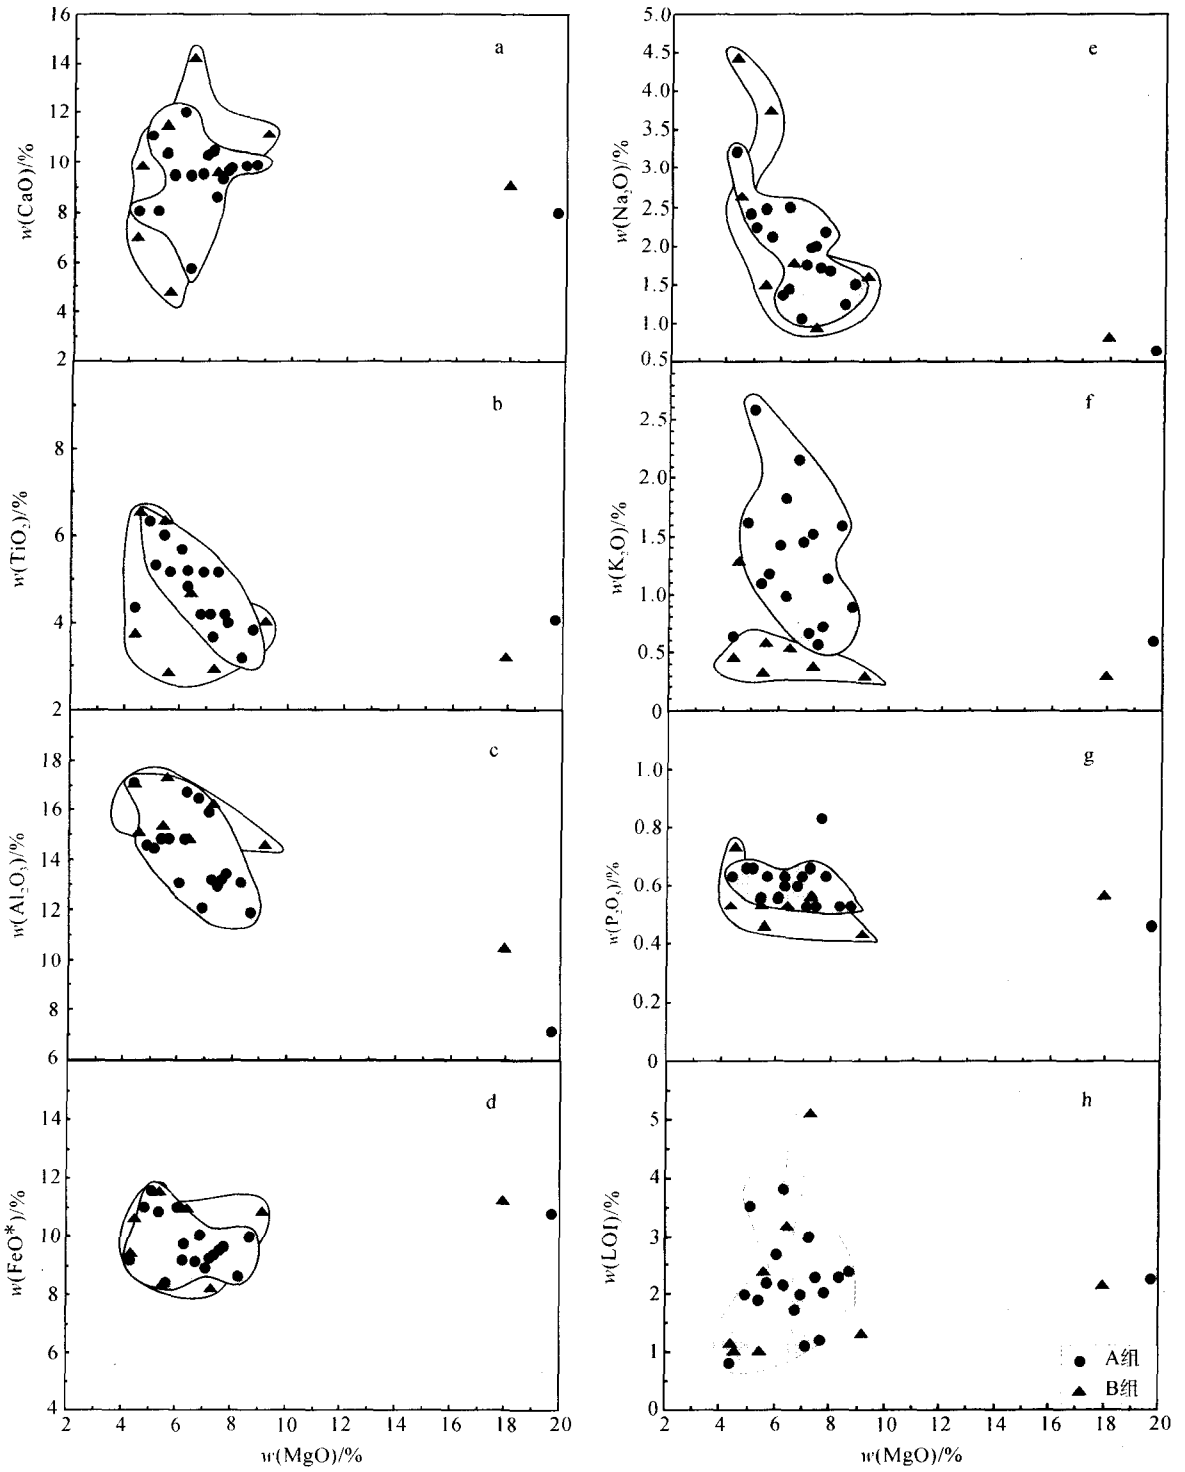 a
w(CaO)/%
16
14
12
10
8
6
4
2
b
w(TiO₂)/%
8
6
4
2
c
w(Al₂O₃)/%
18
16
14
12
10
8
6
d
w(FeO*)/%
14
12
10
8
6
4
2 4 6 8 10 12 14 16 18 20
w(MgO)/%
e
w(Na₂O)/%
5.0
4.5
4.0
3.5
3.0
2.5
2.0
1.5
1.0
0.5
f
w(K₂O)/%
2.5
2.0
1.5
1.0
0.5
0
g
w(P₂O₅)/%
1.0
0.8
0.6
0.4
0.2
0
h
w(LOI)/%
5
4
3
2
1
0
A组
B组
2 4 6 8 10 12 14 16 18 20
w(MgO)/%